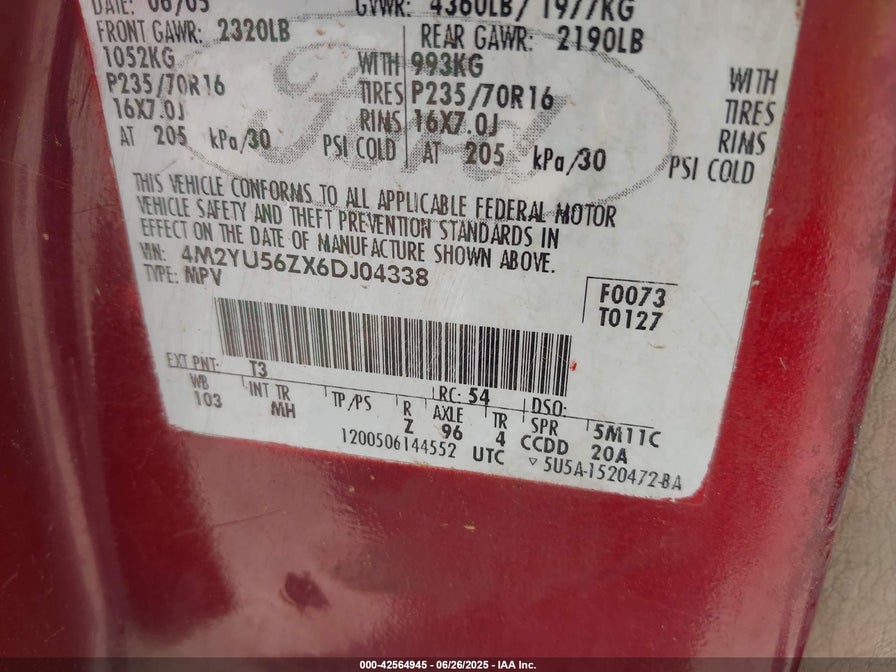 DATE: 06/05 GVWR: 4360LB/ 1977KG
FRONT GAWR: 2320LB REAR GAWR: 2190LB
1052KG WITH 993KG WITH
P235/70R16 TIRES P235/70R16 TIRES
16X7.0J RIMS 16X7.0J RIMS
AT 205 kPa/30 PSI COLD AT 205 kPa/30 PSI COLD
Ford
THIS VEHICLE CONFORMS TO ALL APPLICABLE FEDERAL MOTOR
VEHICLE SAFETY AND THEFT PREVENTION STANDARDS IN
EFFECT ON THE DATE OF MANUFACTURE SHOWN ABOVE.
VIN: 4M2YU56ZX6DJ04338
TYPE: MPV
F0073
T0127
EXT PNT: T3 RC: 54 DSO:
WB INT TR TP/PS R AXLE TR SPR 5M11C
103 MH Z 96 4 CCDD 20A
1200506144552 UTC ▽ 5U5A-1520472-BA
000-42564945 - 06/26/2025 - IAA Inc.